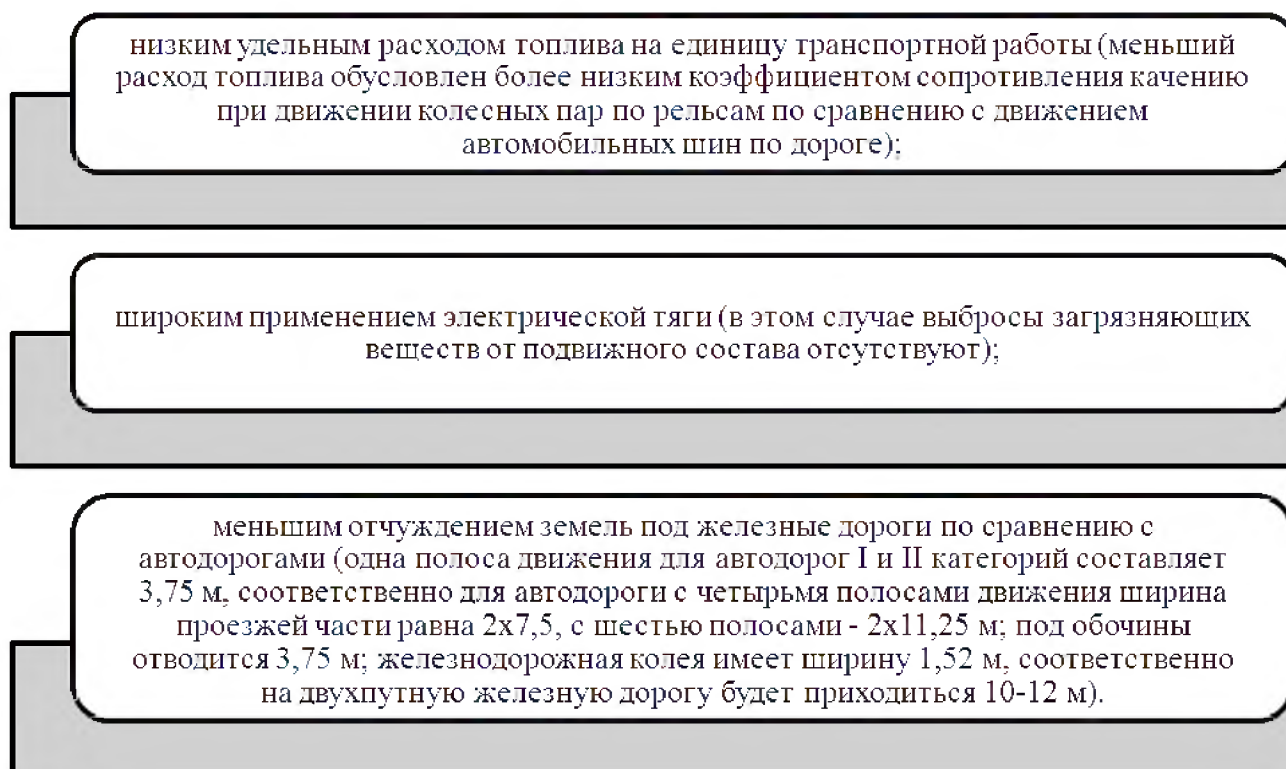 низким удельным расходом топлива на единицу транспортной работы (меньший
расход топлива обусловлен более низким коэффициентом сопротивления качению
при движении колесных пар по рельсам по сравнению с движением
автомобильных шин по дороге);
широким применением электрической тяги (в этом случае выбросы загрязняющих
веществ от подвижного состава отсутствуют);
меньшим отчуждением земель под железные дороги по сравнению с
автодорогами (одна полоса движения для автодорог I и II категорий составляет
3,75 м, соответственно для автодороги с четырьмя полосами движения ширина
проезжей части равна 2х7,5, с шестью полосами - 2х11,25 м; под обочины
отводится 3,75 м; железнодорожная колея имеет ширину 1,52 м, соответственно
на двухпутную железную дорогу будет приходиться 10-12 м).